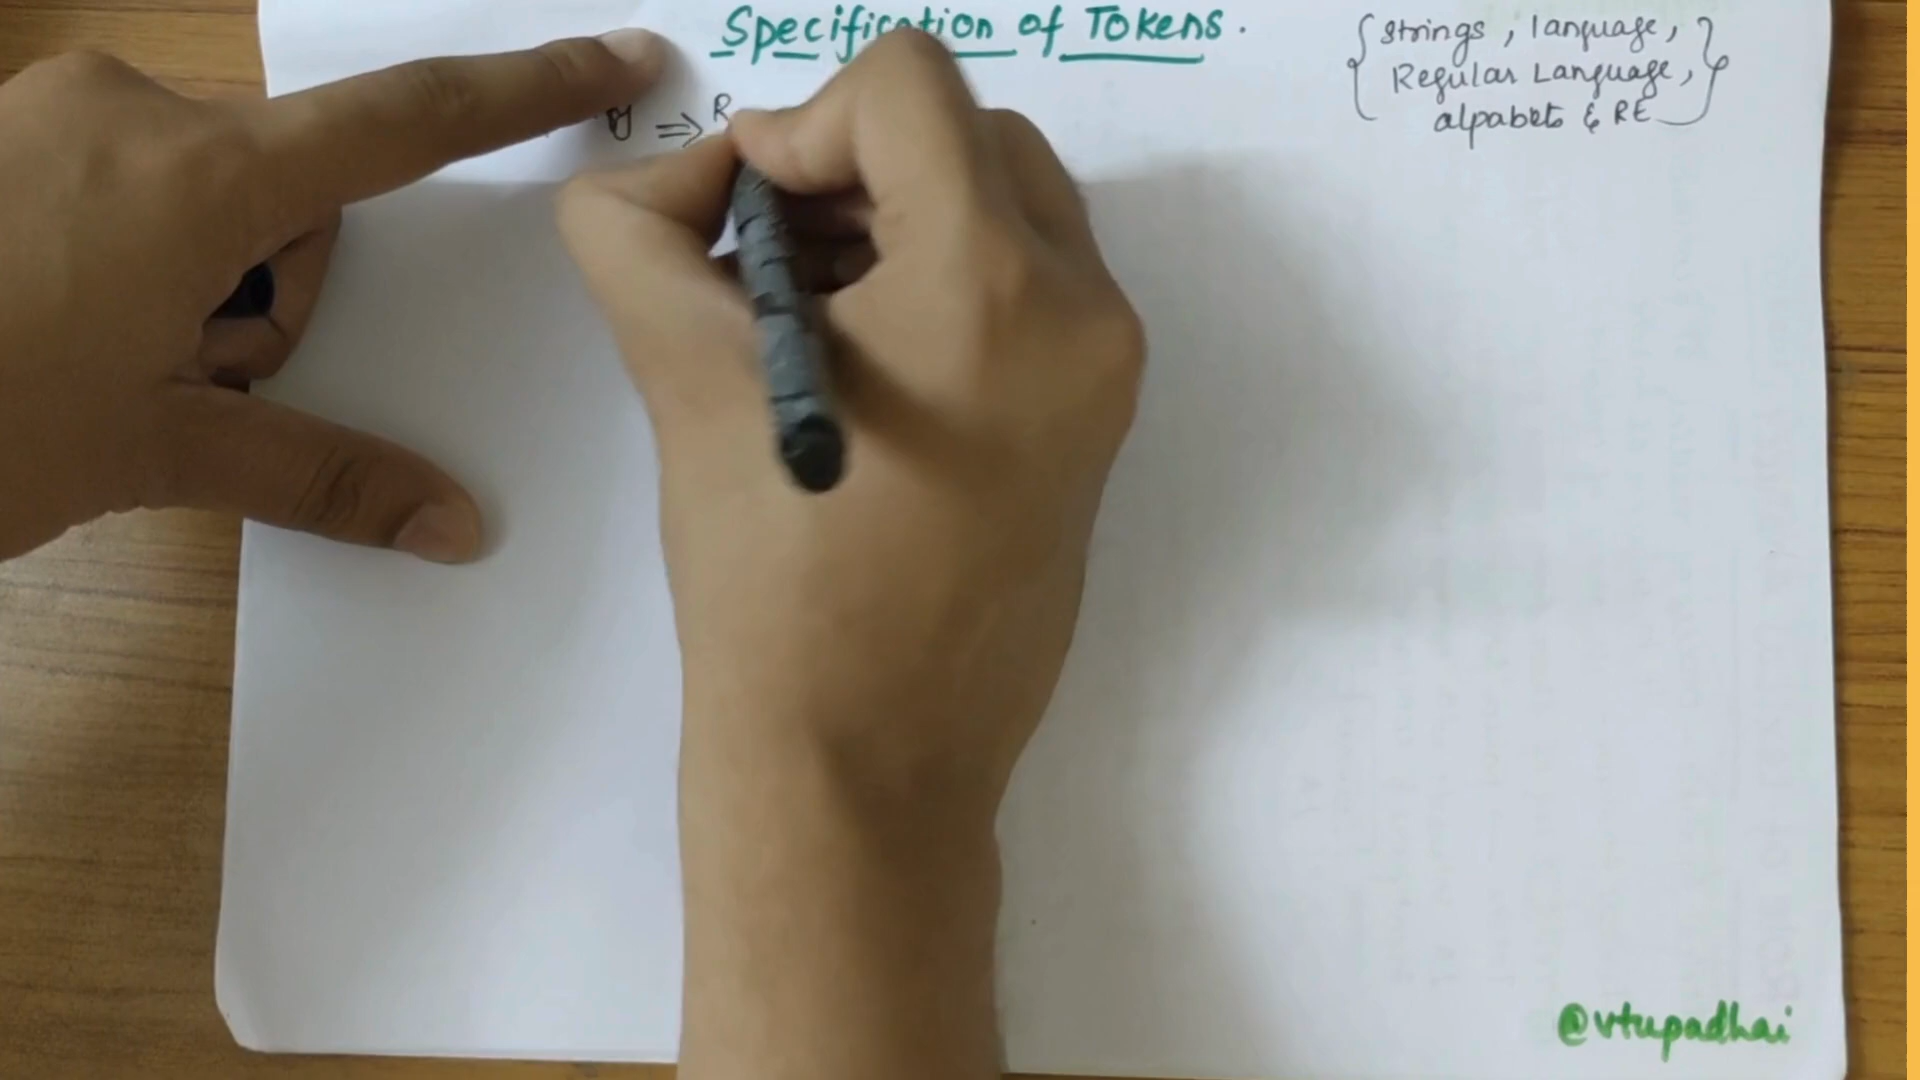 Specification of Tokens.
{ strings, language,
Regular Language,
alpabets & RE }
⇒ R
@vtupadhai